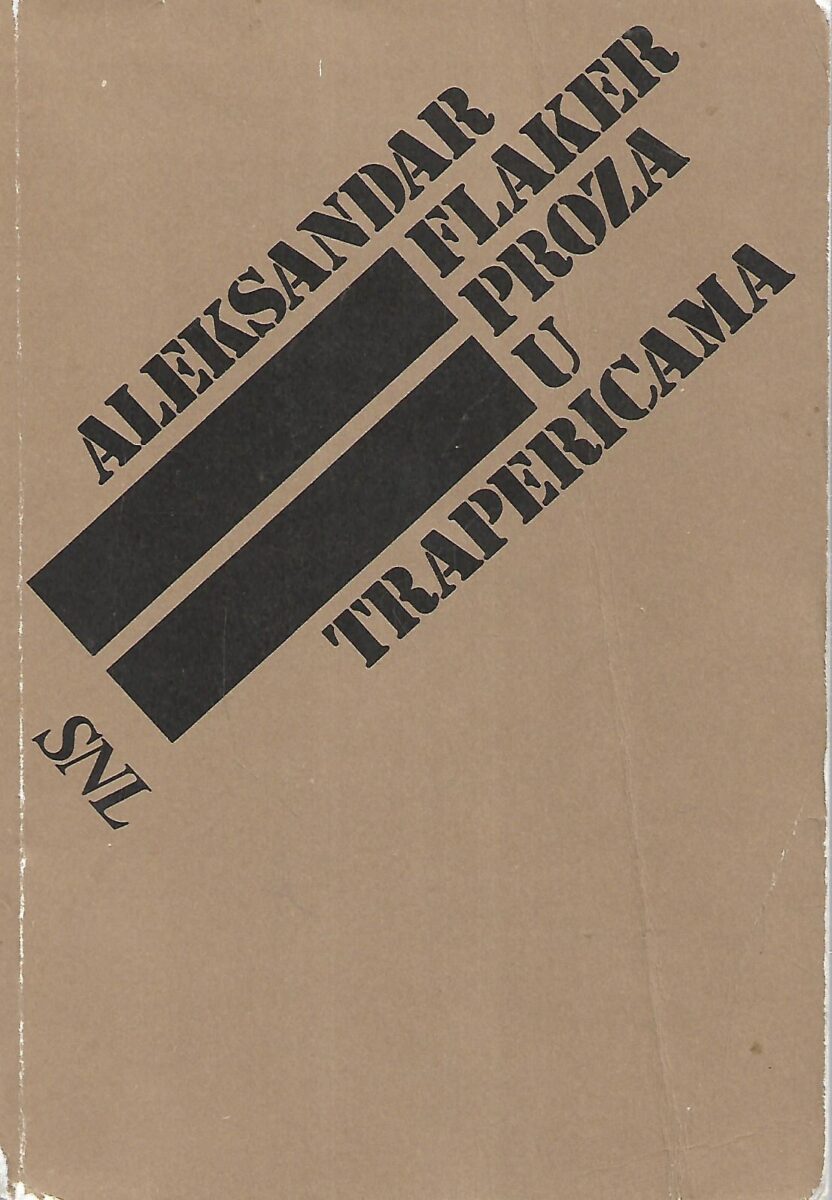 ALEKSANDAR
FLAKER
PROZA
U
TRAPERICAMA
SNL